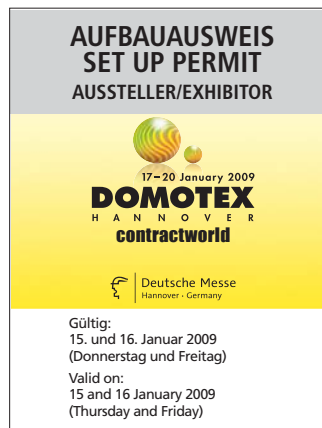 AUFBAUAUSWEIS
SET UP PERMIT
AUSSTELLER/EXHIBITOR
17–20 January 2009
DOMOTEX
HANNOVER
contractworld
Deutsche Messe
Hannover · Germany
Gültig:
15. und 16. Januar 2009
(Donnerstag und Freitag)
Valid on:
15 and 16 January 2009
(Thursday and Friday)